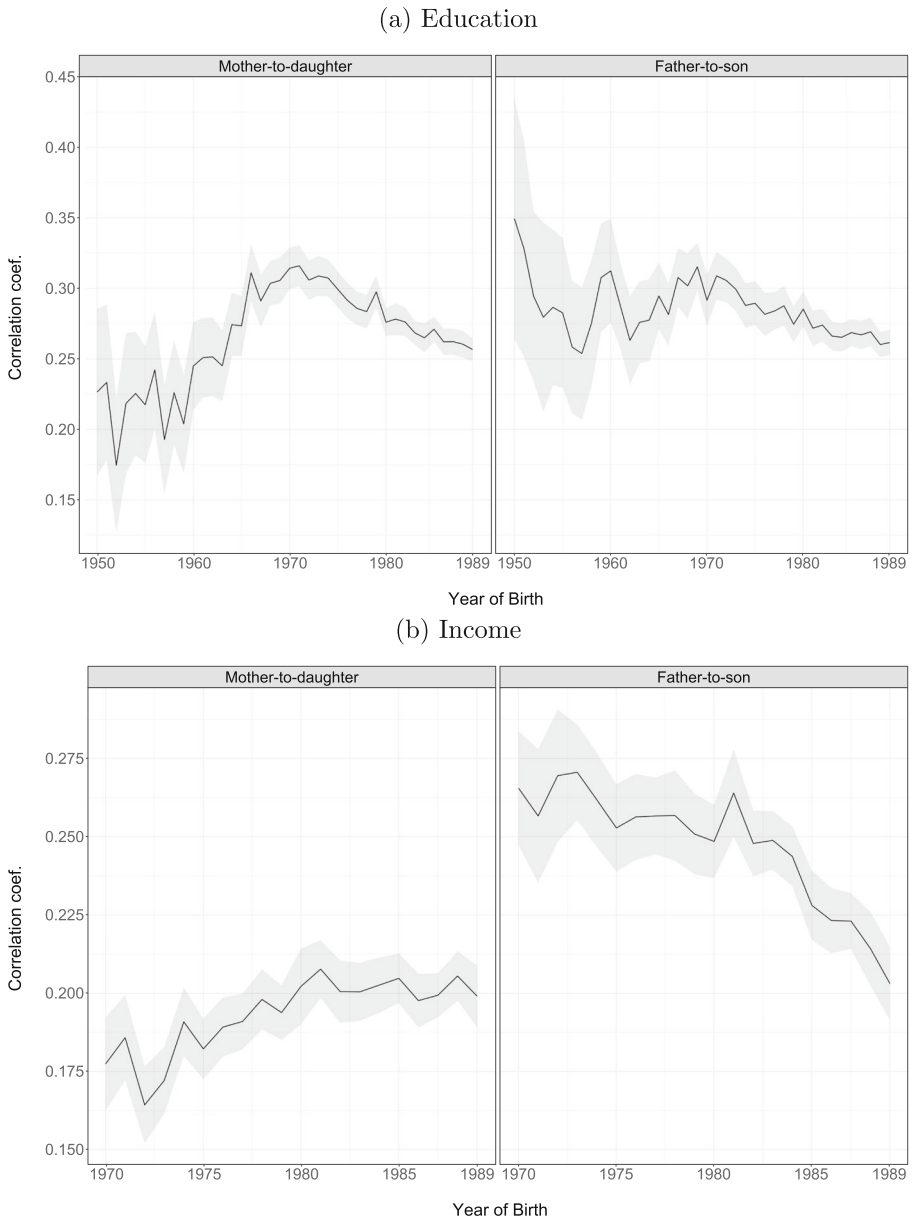 (a) Education
Mother-to-daughter
Father-to-son
0.45
0.40
0.35
0.30
0.25
0.20
0.15
Correlation coef.
1950 1960 1970 1980 1989
1950 1960 1970 1980 1989
Year of Birth
(b) Income
Mother-to-daughter
Father-to-son
0.275
0.250
0.225
0.200
0.175
0.150
Correlation coef.
1970 1975 1980 1985 1989
1970 1975 1980 1985 1989
Year of Birth